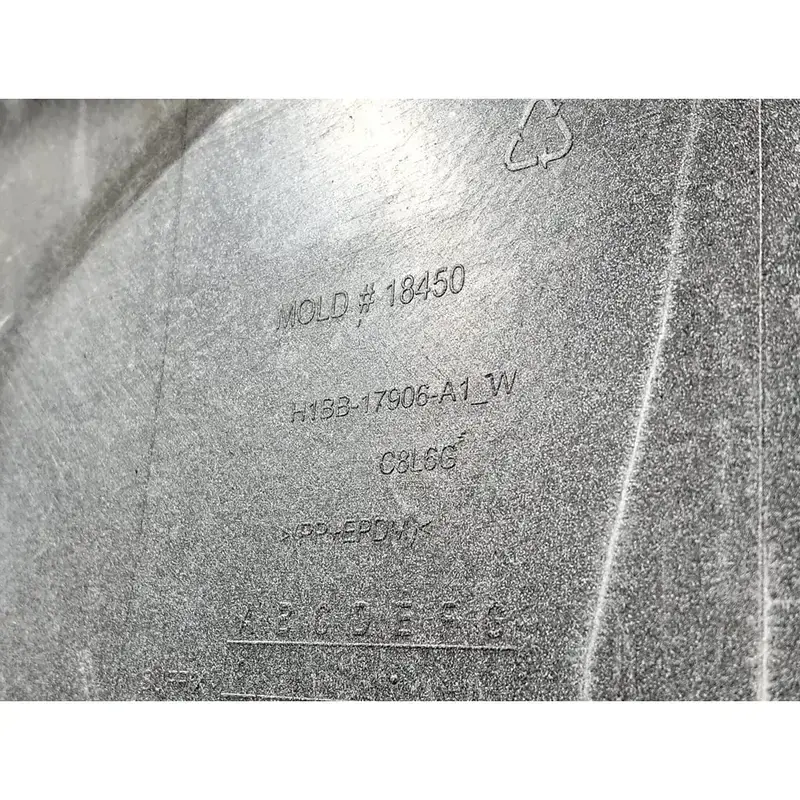 MOLD # 18450
H1BB-17906-A1_W
C8L6G
>(PP+EPDM)<
A B C D E F G